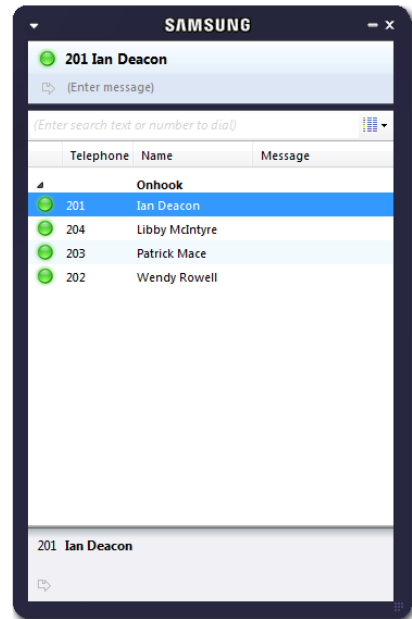 SAMSUNG
201 Ian Deacon
(Enter message)
(Enter search text or number to dial)
Telephone Name Message
Onhook
201 Ian Deacon
204 Libby McIntyre
203 Patrick Mace
202 Wendy Rowell
201 Ian Deacon